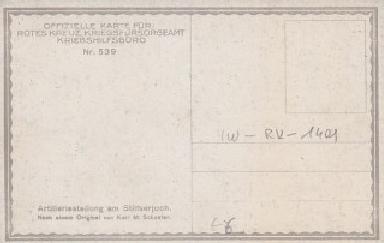 OFFIZIELLE KARTE FÜR:
ROTES KREUZ, KRIEGSFÜRSORGEAMT
KRIEGSHILFSBÜRO
Nr. 539
IW - RK - 1401
Artilleriestellung am Stilfserjoch.
Nach einem Original von Karl M. Schuster.